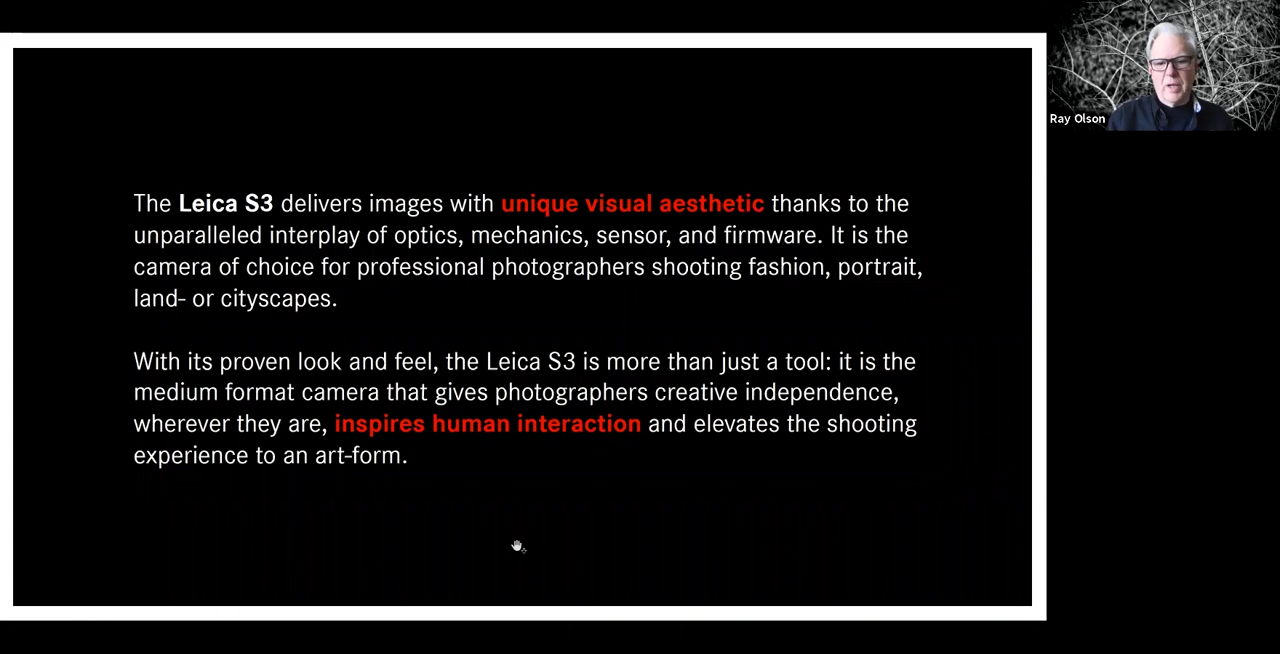 The Leica S3 delivers images with unique visual aesthetic thanks to the
unparalleled interplay of optics, mechanics, sensor, and firmware. It is the
camera of choice for professional photographers shooting fashion, portrait,
land- or cityscapes.
With its proven look and feel, the Leica S3 is more than just a tool: it is the
medium format camera that gives photographers creative independence,
wherever they are, inspires human interaction and elevates the shooting
experience to an art-form.
Ray Olson